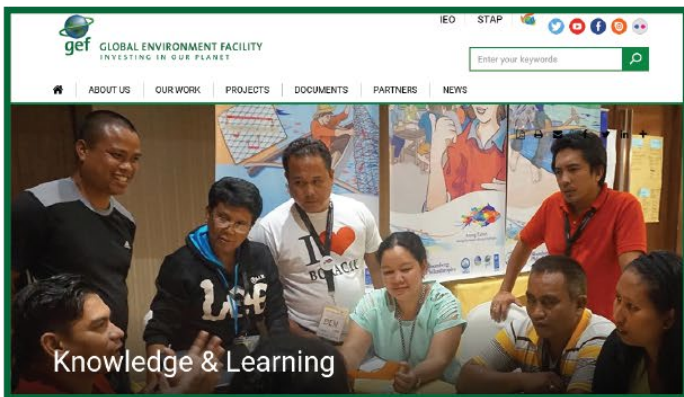 IEO STAP
gef GLOBAL ENVIRONMENT FACILITY
INVESTING IN OUR PLANET
Enter your keywords
ABOUT US OUR WORK PROJECTS DOCUMENTS PARTNERS NEWS
I
LEE
Knowledge & Learning